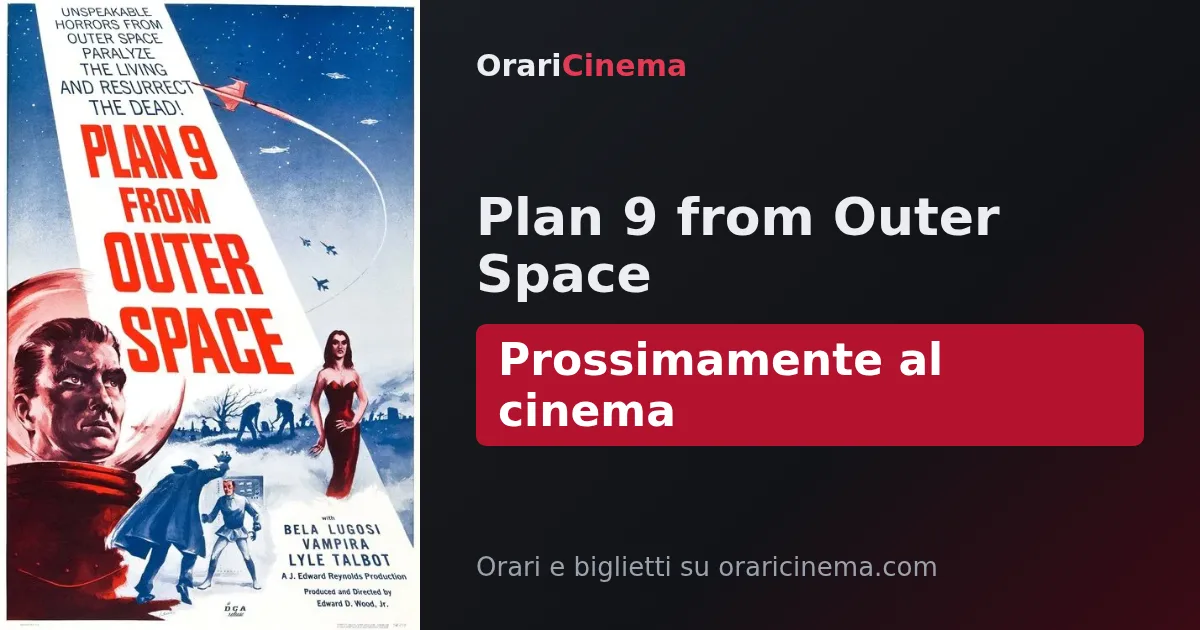 UNSPEAKABLE
HORRORS FROM
OUTER SPACE
PARALYZE
THE LIVING
AND RESURRECT
THE DEAD!
PLAN 9
FROM
OUTER
SPACE
with
BELA LUGOSI
VAMPIRA
LYLE TALBOT
A J. Edward Reynolds Production
Produced and Directed by
Edward D. Wood, Jr.
DCA
OrariCinema
Plan 9 from Outer
Space
Prossimamente al
cinema
Orari e biglietti su oraricinema.com